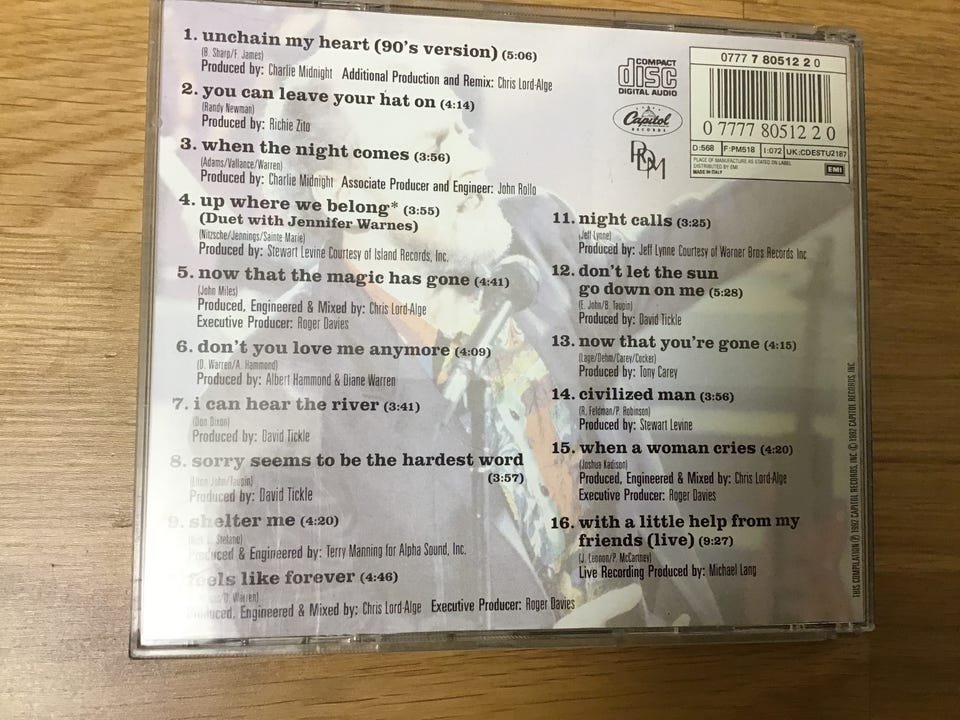 1. unchain my heart (90's version) (5:06)
(B. Sharp/F. James)
Produced by: Charlie Midnight Additional Production and Remix: Chris Lord-Alge
2. you can leave your hat on (4:14)
(Randy Newman)
Produced by: Richie Zito
3. when the night comes (3:56)
(Adams/Vallance/Warren)
Produced by: Charlie Midnight Associate Producer and Engineer: John Rollo
4. up where we belong* (3:55)
(Duet with Jennifer Warnes)
(Nitzsche/Jennings/Sainte Marie)
Produced by: Stewart Levine Courtesy of Island Records, Inc.
5. now that the magic has gone (4:41)
(John Miles)
Produced, Engineered & Mixed by: Chris Lord-Alge
Executive Producer: Roger Davies
6. don't you love me anymore (4:09)
(D. Warren/A. Hammond)
Produced by: Albert Hammond & Diane Warren
7. i can hear the river (3:41)
(Don Dixon)
Produced by: David Tickle
8. sorry seems to be the hardest word
(3:57)
(Elton John/Taupin)
Produced by: David Tickle
9. shelter me (4:20)
Stefano)
Produced & Engineered by: Terry Manning for Alpha Sound, Inc.
feels like forever (4:46)
Warren)
Produced, Engineered & Mixed by: Chris Lord-Alge Executive Producer: Roger Davies
COMPACT
disc
DIGITAL AUDIO
Capitol
RECORDS
PDM
0777 7 80512 2 0
0 7777 80512 2 0
D:568 F:PM518 I:072 UK:CDESTU2187
PLACE OF MANUFACTURE AS STATED ON LABEL
DISTRIBUTED BY EMI
MADE IN ITALY
EMI
11. night calls (3:25)
(Jeff Lynne)
Produced by: Jeff Lynne Courtesy of Warner Bros Records Inc
12. don't let the sun
go down on me (5:28)
(E. John/B. Taupin)
Produced by: David Tickle
13. now that you're gone (4:15)
(Lage/Dehm/Carey/Cocker)
Produced by: Tony Carey
14. civilized man (3:56)
(R. Feldman/P. Robinson)
Produced by: Stewart Levine
15. when a woman cries (4:20)
(Joshua Kadison)
Produced, Engineered & Mixed by: Chris Lord-Alge
Executive Producer: Roger Davies
16. with a little help from my
friends (live) (9:27)
(J. Lennon/P. McCartney)
Live Recording Produced by: Michael Lang
THIS COMPILATION ℗ 1992 CAPITOL RECORDS, INC. © 1992 CAPITOL RECORDS, INC.